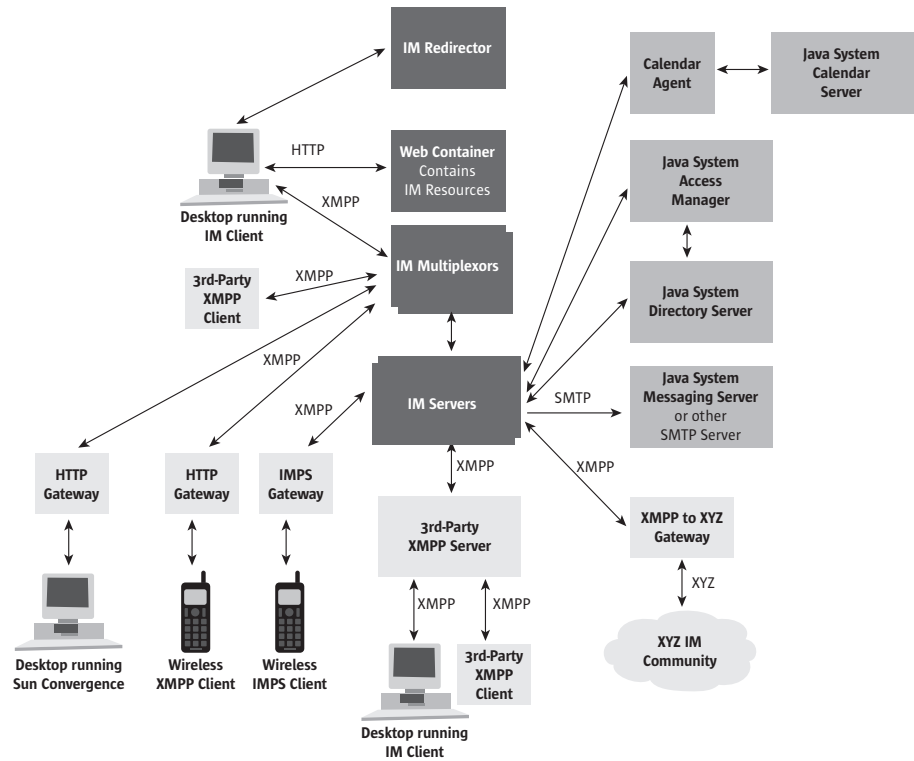 IM Redirector
Calendar
Agent
Java System
Calendar
Server
HTTP
Web Container
Contains
IM Resources
Java System
Access
Manager
Desktop running
IM Client
XMPP
IM Multiplexors
3rd-Party
XMPP
Client
XMPP
Java System
Directory Server
XMPP
XMPP
IM Servers
SMTP
Java System
Messaging Server
or other
SMTP Server
HTTP
Gateway
HTTP
Gateway
IMPS
Gateway
XMPP
XMPP
3rd-Party
XMPP Server
XMPP to XYZ
Gateway
XYZ
XMPP
XMPP
XYZ IM
Community
Desktop running
Sun Convergence
Wireless
XMPP Client
Wireless
IMPS Client
3rd-Party
XMPP
Client
Desktop running
IM Client